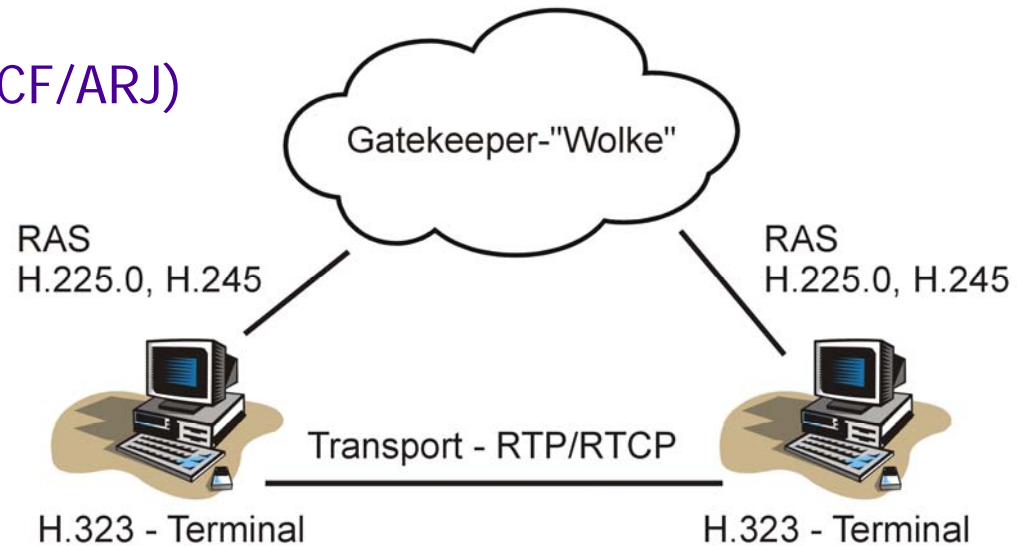 CF/ARJ)
Gatekeeper-"Wolke"
RAS
H.225.0, H.245
RAS
H.225.0, H.245
Transport - RTP/RTCP
H.323 - Terminal
H.323 - Terminal